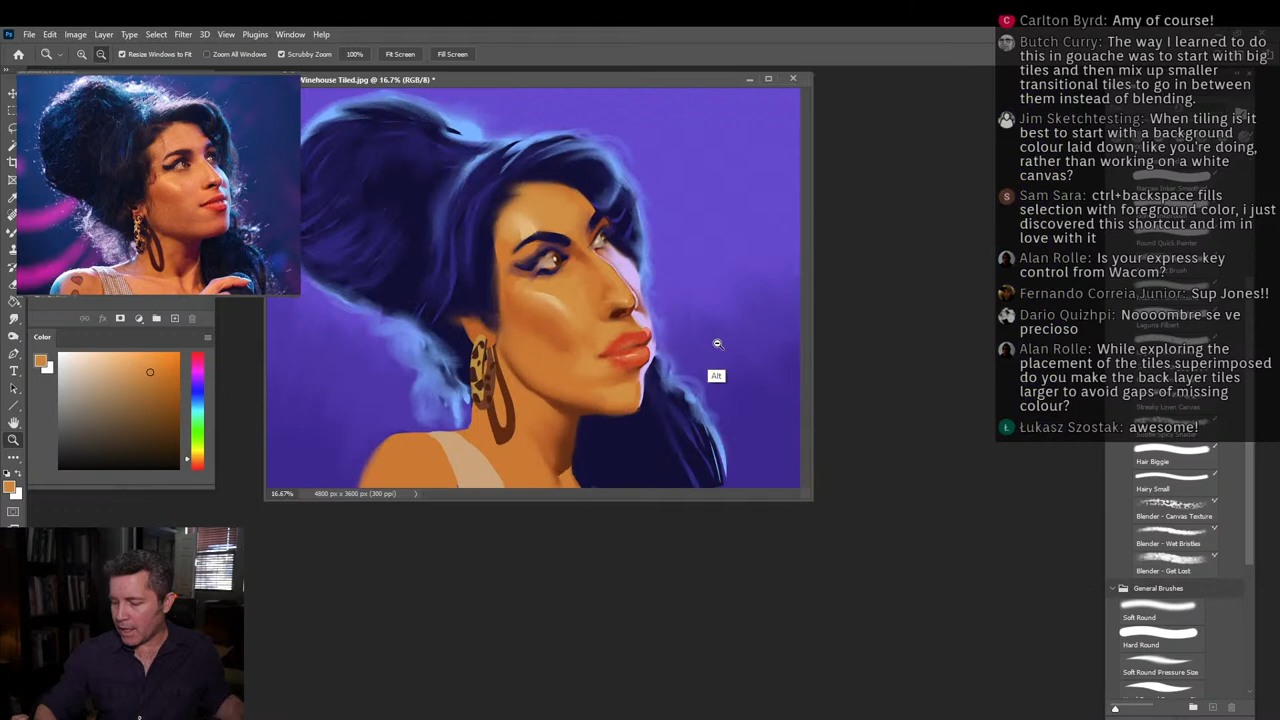 Ps
File Edit Image Layer Type Select Filter 3D View Plugins Window Help
Resize Windows to Fit Zoom All Windows Scrubby Zoom 100% Fit Screen Fill Screen
Winehouse Tiled.jpg @ 16.7% (RGB/8) *
Color
Alt
16.67% 4800 px x 3600 px (300 ppi)
C Carlton Byrd: Amy of course!
Butch Curry: The way I learned to do
this in gouache was to start with big
tiles and then mix up smaller
transitional tiles to go in between
them instead of blending.
Jim Sketchtesting: When tiling is it
best to start with a background
colour laid down, like you're doing,
rather than working on a white
canvas?
S Sam Sara: ctrl+backspace fills
selection with foreground color, i just
discovered this shortcut and im in
love with it
Alan Rolle: Is your express key
control from Wacom?
Fernando Correia Junior: Sup Jones!!
Dario Quizhpi: Noooombre se ve
precioso
Alan Rolle: While exploring the
placement of the tiles superimposed
do you make the back layer tiles
larger to avoid gaps of missing
colour?
Ł Łukasz Szostak: awesome!
Hair Biggie
Hairy Small
Blender - Canvas Texture
Blender - Wet Bristles
Blender - Get Lost
General Brushes
Soft Round
Hard Round
Soft Round Pressure Size